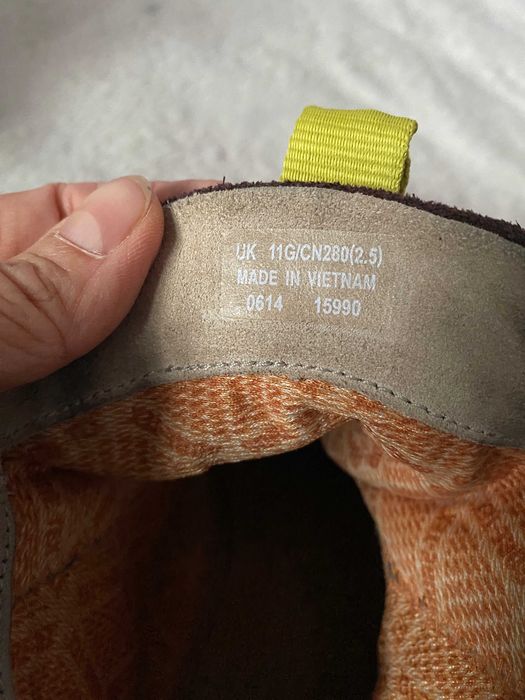 UK 11G/CN280(2.5)
MADE IN VIETNAM
0614 15990